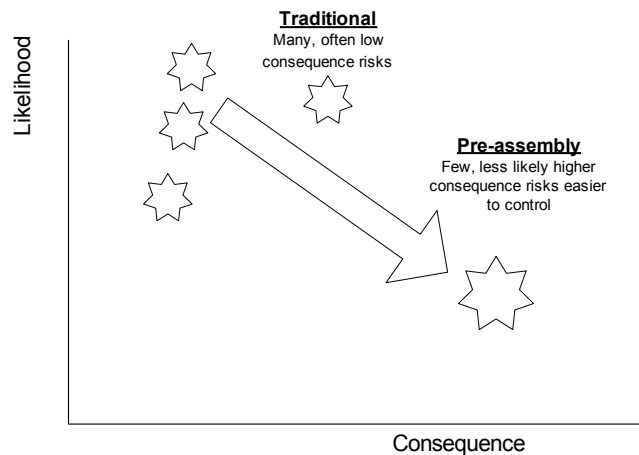 Traditional
Many, often low
consequence risks
Likelihood
Pre-assembly
Few, less likely higher
consequence risks easier
to control
Consequence